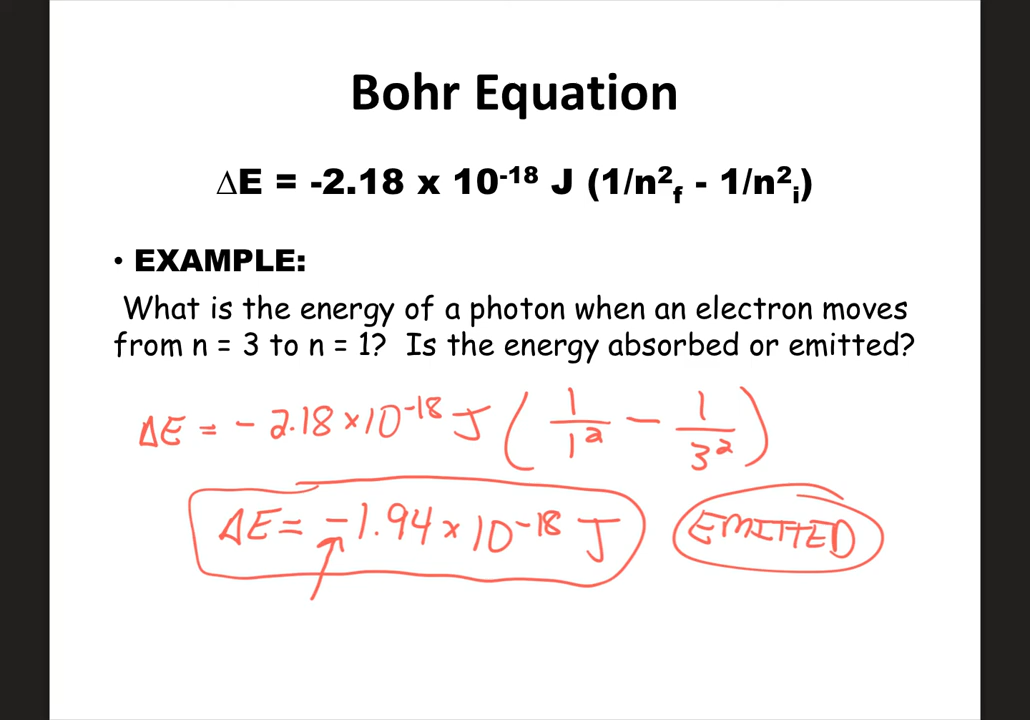 Bohr Equation
∆E = -2.18 x 10⁻¹⁸ J (1/n²f - 1/n²i)
• EXAMPLE:
What is the energy of a photon when an electron moves
from n = 3 to n = 1? Is the energy absorbed or emitted?
ΔE = - 2.18 × 10⁻¹⁸ J ( 1/1² - 1/3² )
ΔE = -1.94 × 10⁻¹⁸ J EMITTED